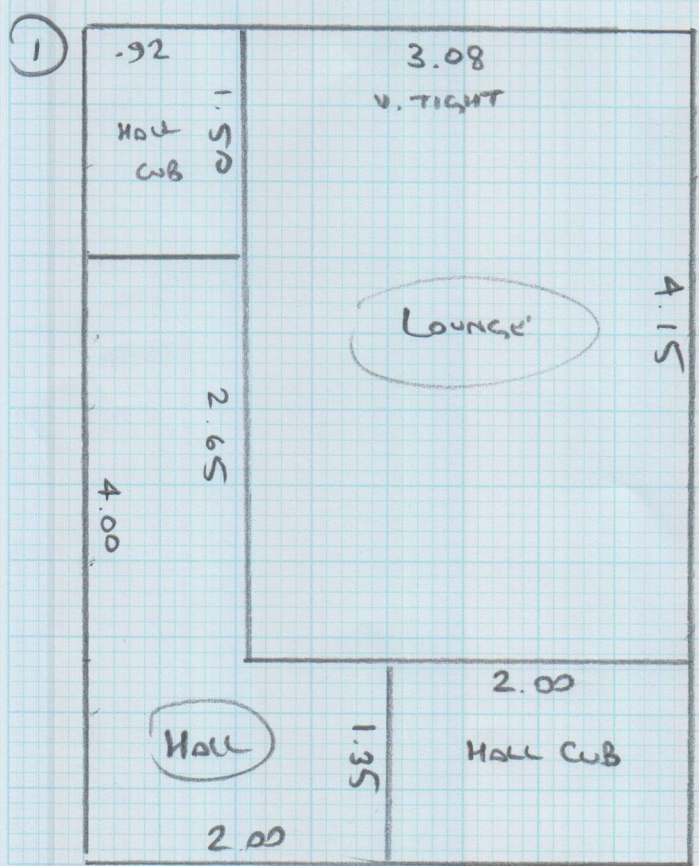 1
.92
3.08
V. TIGHT
1.50
HALL
CUB
LOUNGE
4.15
2.65
4.00
2.00
HALL
1.35
HALL CUB
2.00